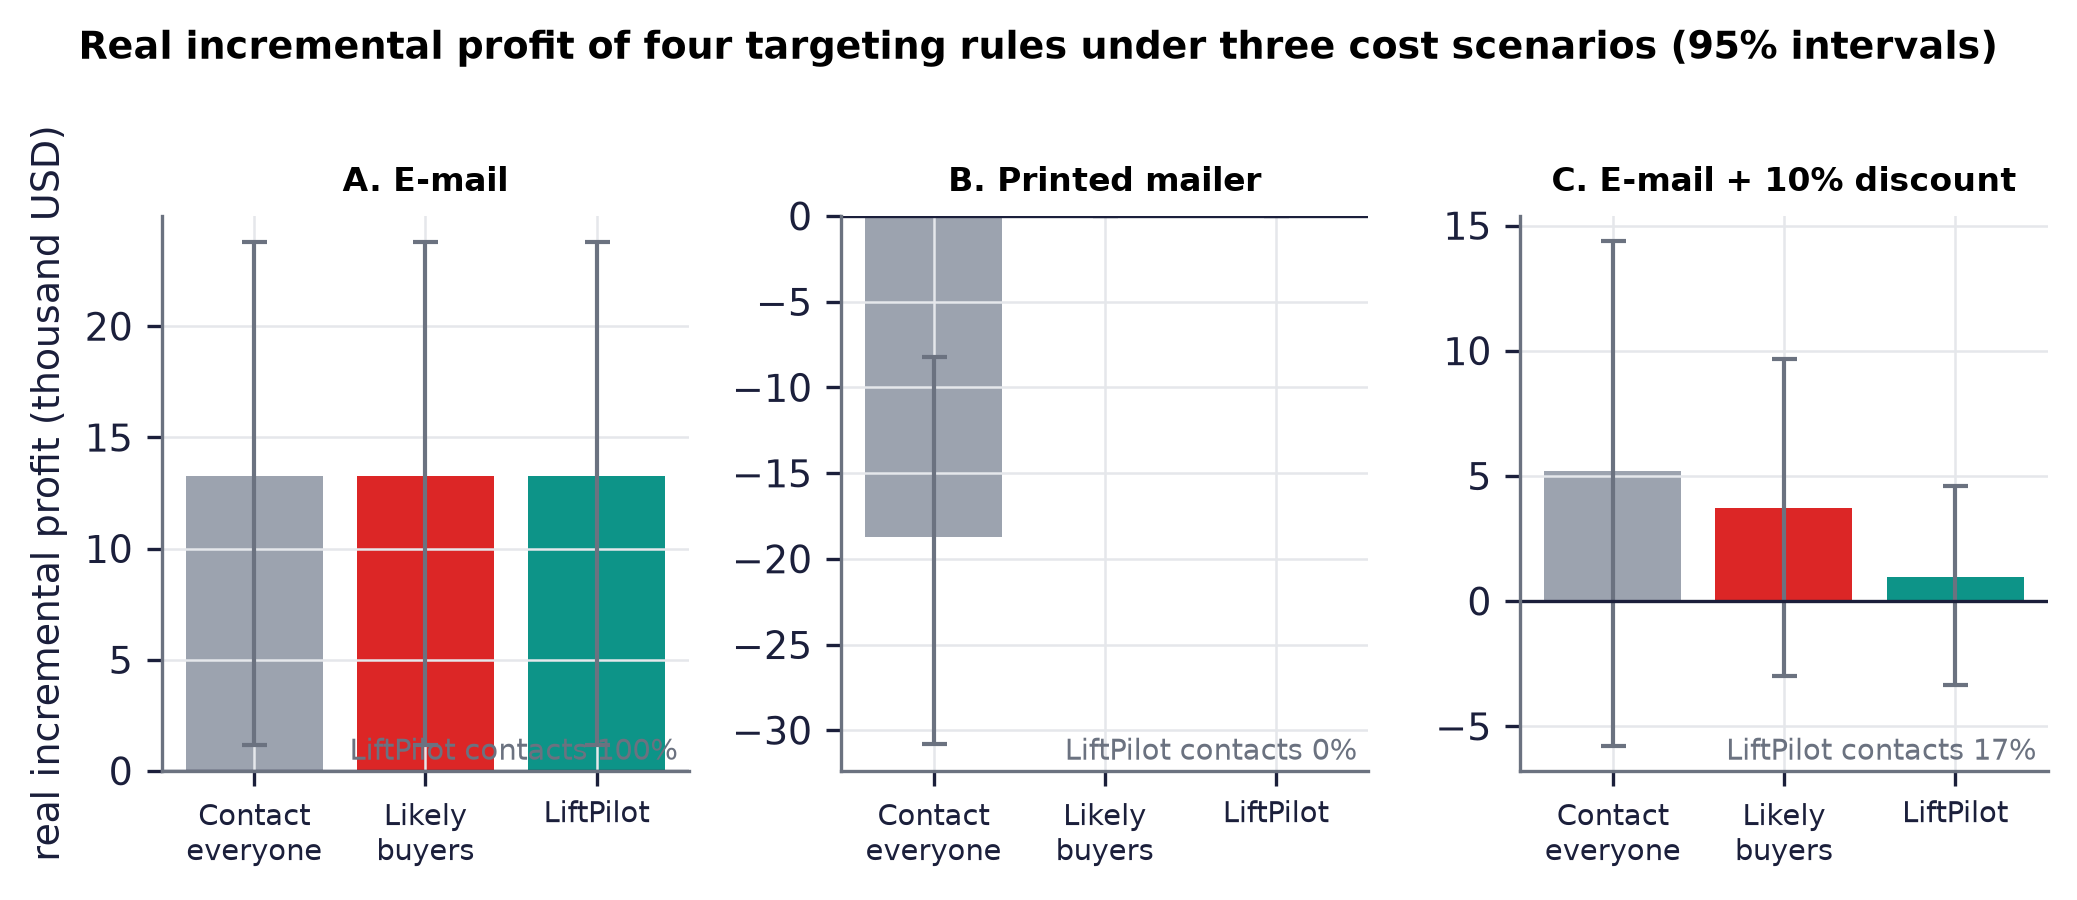 Real incremental profit of four targeting rules under three cost scenarios (95% intervals)
real incremental profit (thousand USD)
A. E-mail
20
15
10
5
0
LiftPilot contacts 100%
Contact everyone
Likely buyers
LiftPilot
B. Printed mailer
0
−5
−10
−15
−20
−25
−30
LiftPilot contacts 0%
Contact everyone
Likely buyers
LiftPilot
C. E-mail + 10% discount
15
10
5
0
−5
LiftPilot contacts 17%
Contact everyone
Likely buyers
LiftPilot